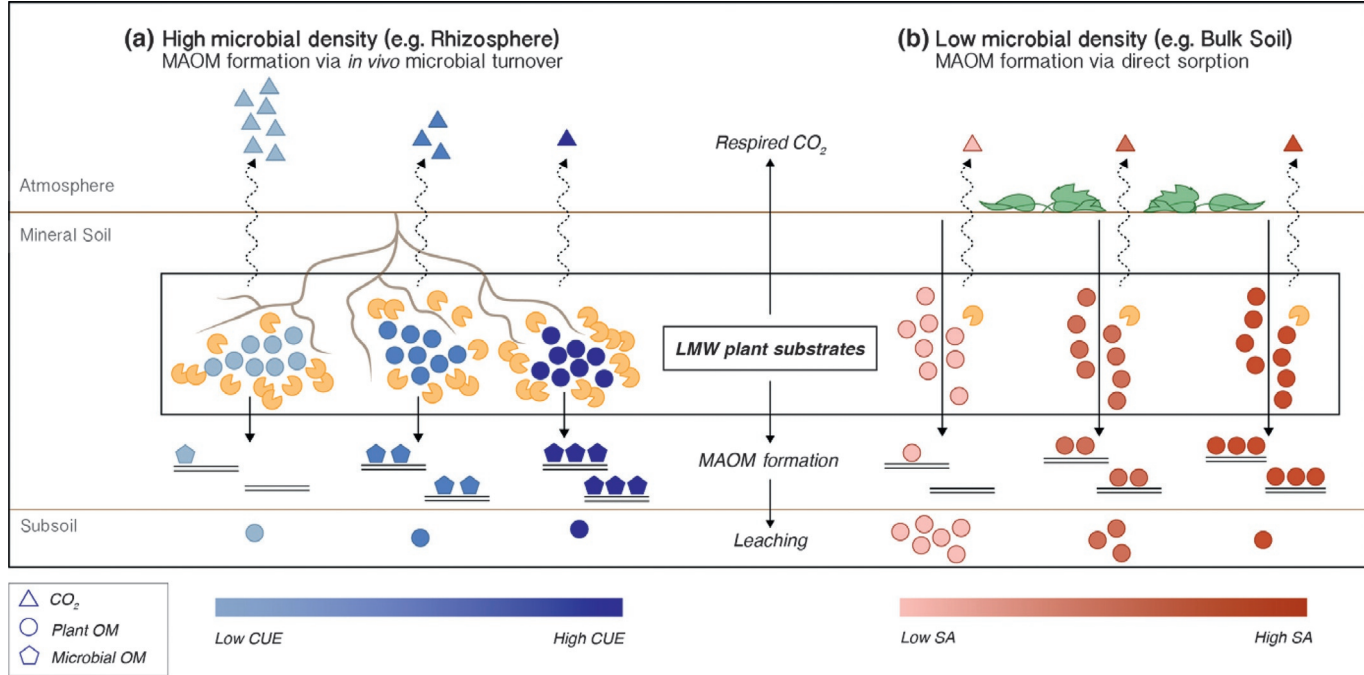 (a) High microbial density (e.g. Rhizosphere)
MAOM formation via in vivo microbial turnover
(b) Low microbial density (e.g. Bulk Soil)
MAOM formation via direct sorption
Respired CO2
Atmosphere
Mineral Soil
LMW plant substrates
MAOM formation
Subsoil
Leaching
CO2
Plant OM
Microbial OM
Low CUE
High CUE
Low SA
High SA